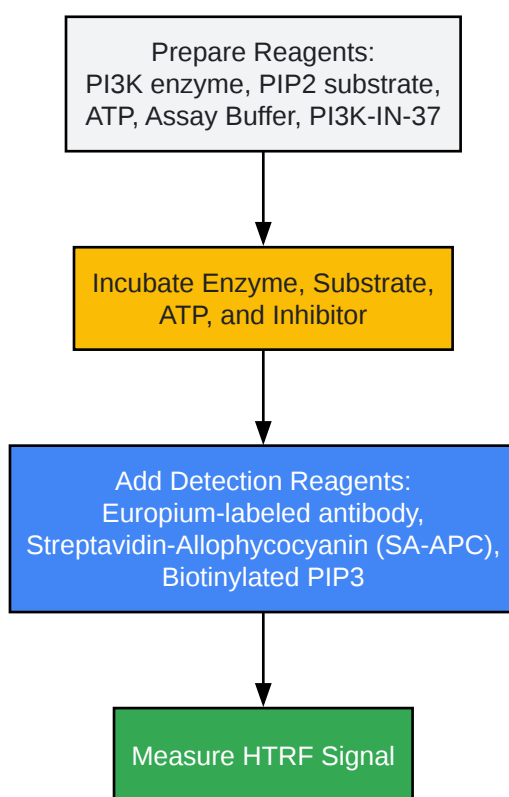 Prepare Reagents:
PI3K enzyme, PIP2 substrate,
ATP, Assay Buffer, PI3K-IN-37
Incubate Enzyme, Substrate,
ATP, and Inhibitor
Add Detection Reagents:
Europium-labeled antibody,
Streptavidin-Allophycocyanin (SA-APC),
Biotinylated PIP3
Measure HTRF Signal